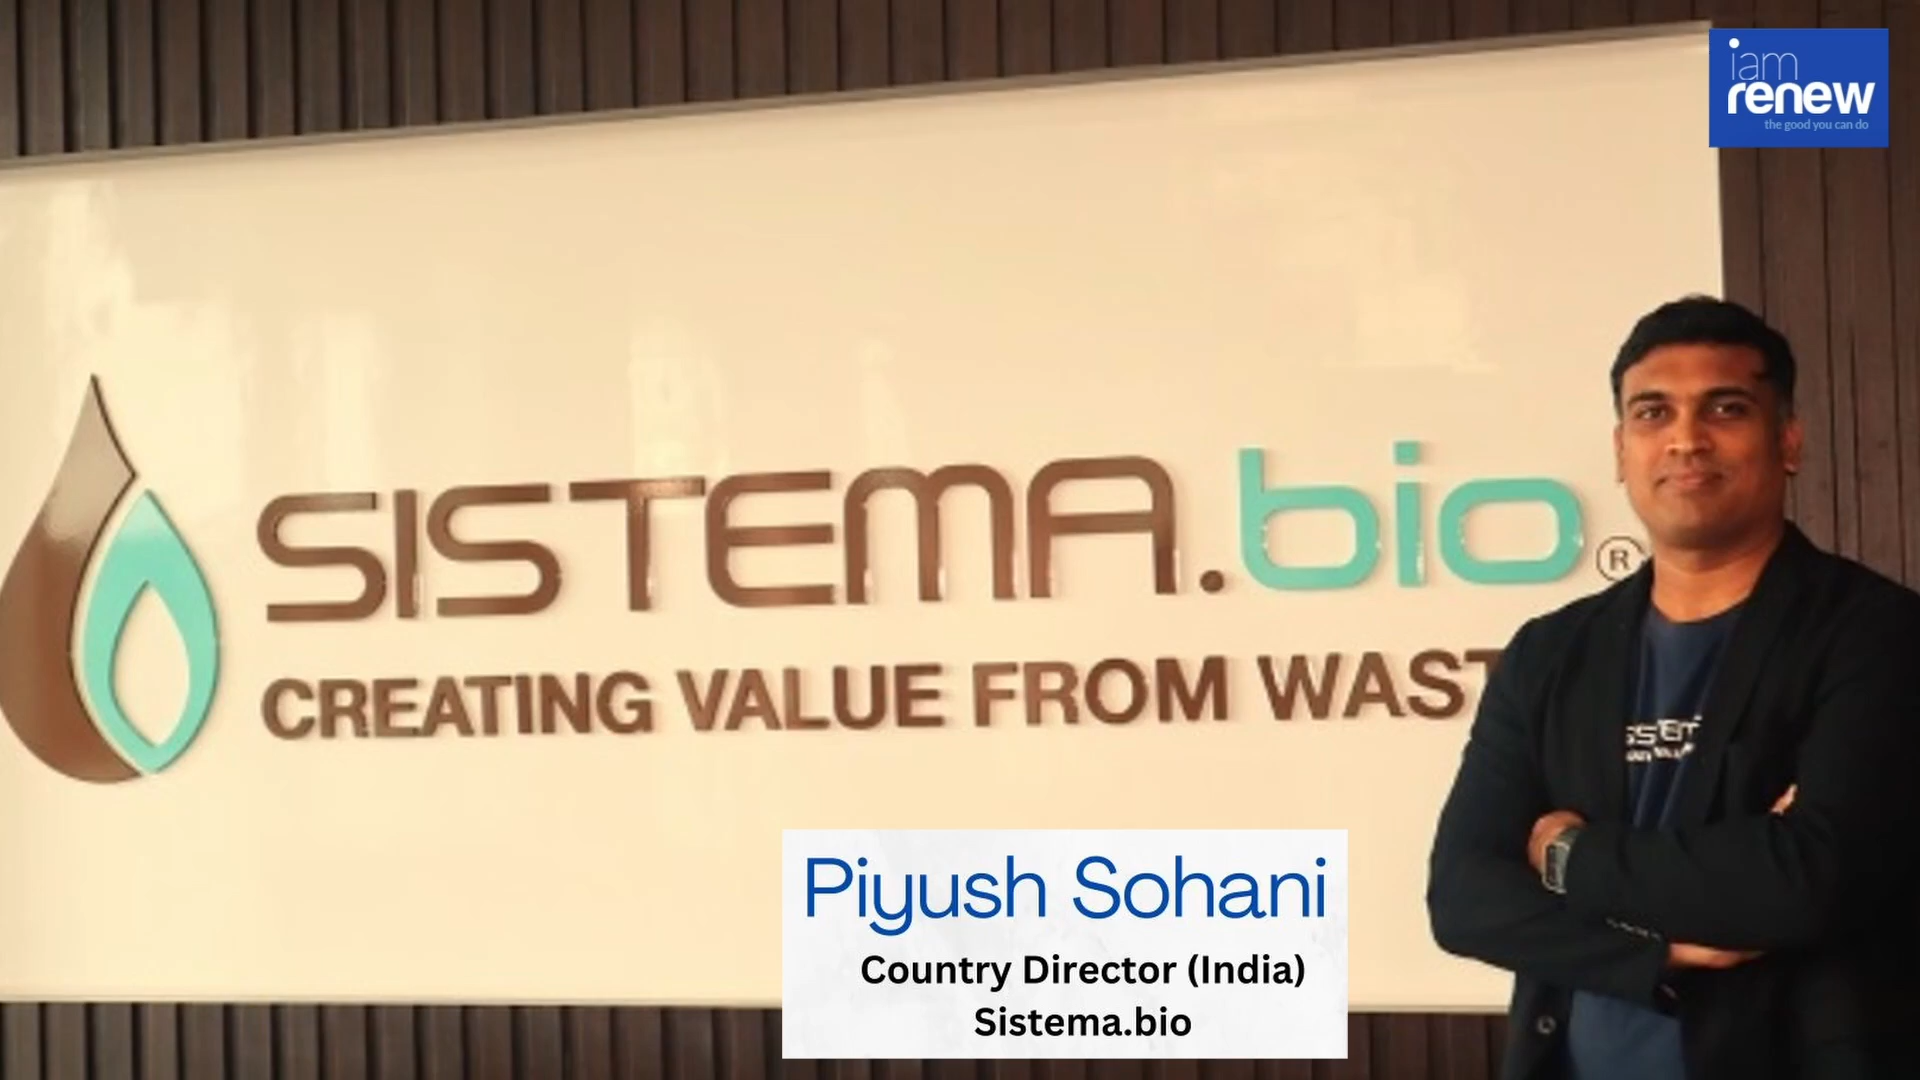 iam
renew
the good you can do
SISTEMA.bio®
CREATING VALUE FROM WAST
SISTEM
Piyush Sohani
Country Director (India)
Sistema.bio